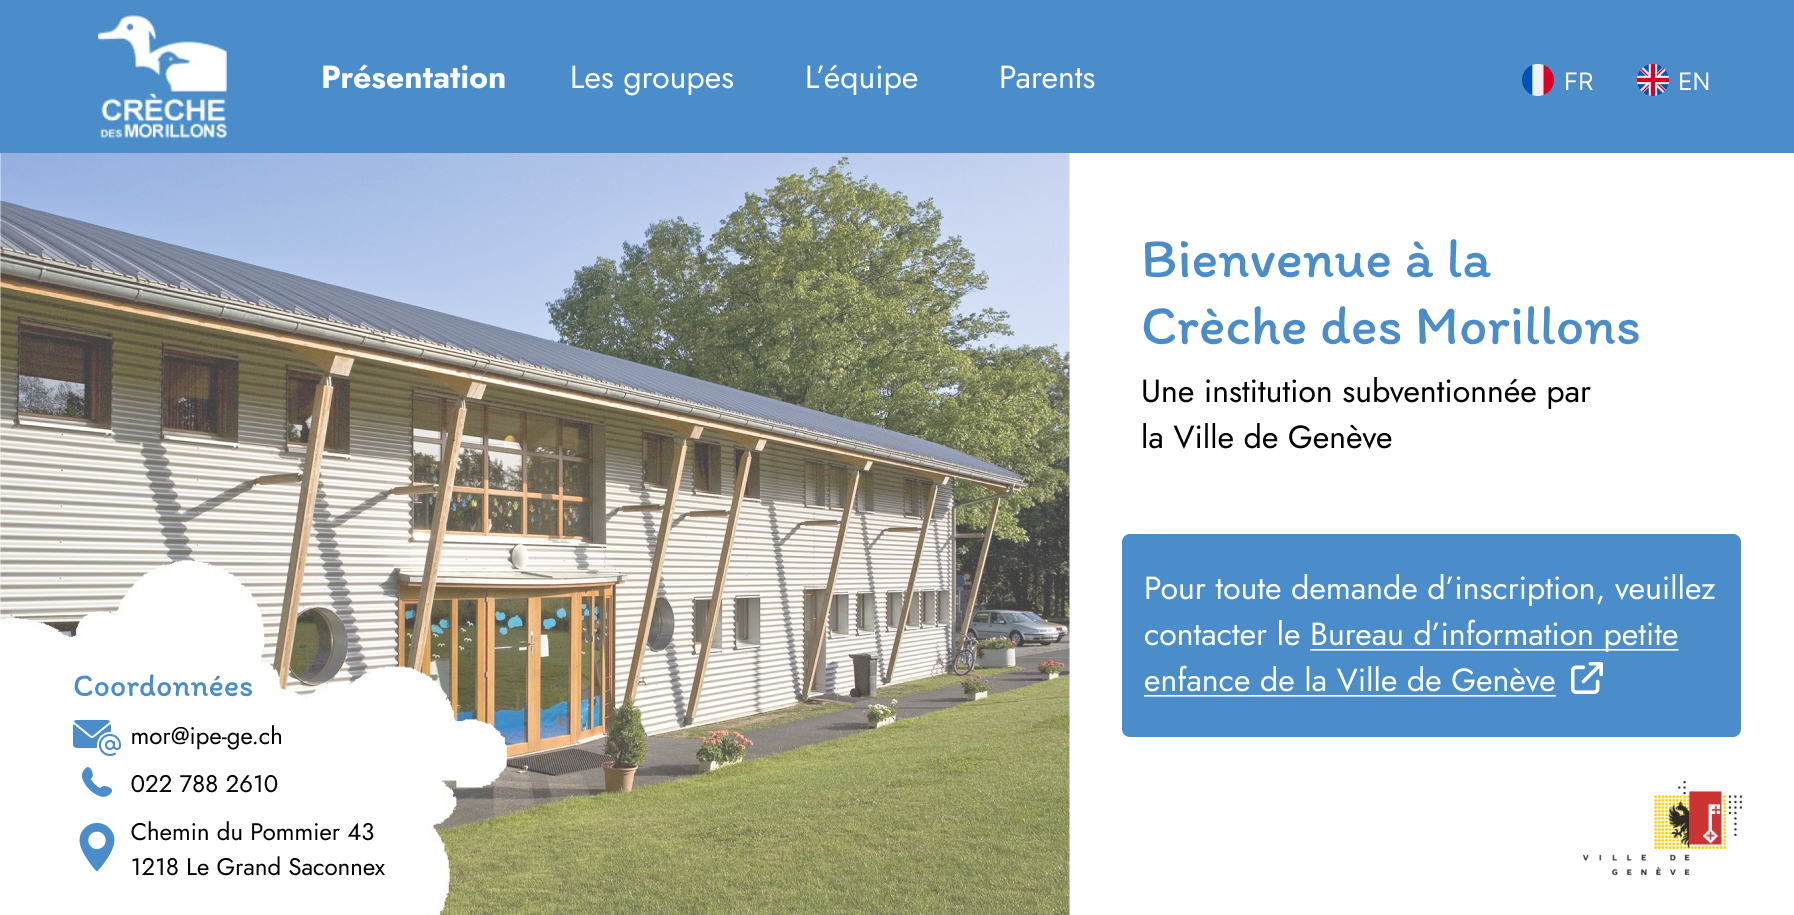 CRÈCHE
DES MORILLONS
Présentation
Les groupes
L’équipe
Parents
FR
EN
Bienvenue à la
Crèche des Morillons
Une institution subventionnée par
la Ville de Genève
Pour toute demande d’inscription, veuillez
contacter le Bureau d’information petite
enfance de la Ville de Genève
Coordonnées
mor@ipe-ge.ch
022 788 2610
Chemin du Pommier 43
1218 Le Grand Saconnex
VILLE DE
GENÈVE